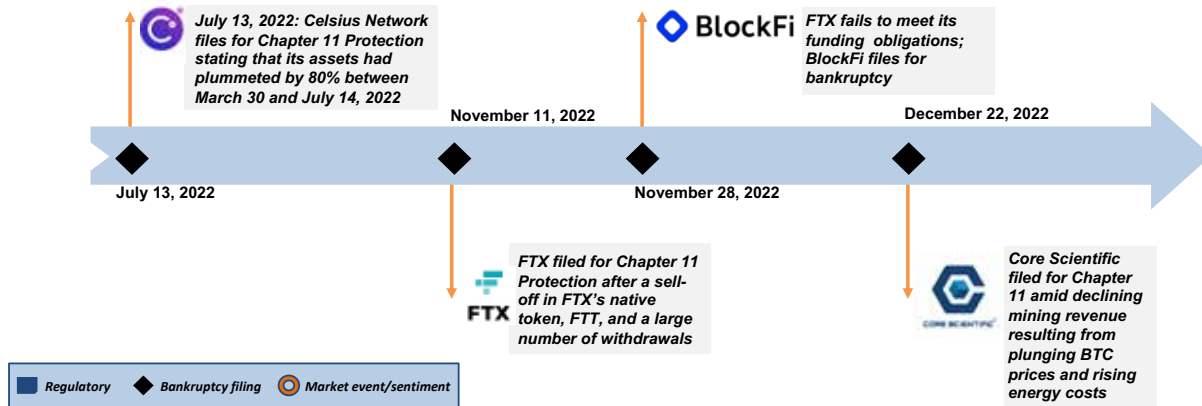 July 13, 2022: Celsius Network
files for Chapter 11 Protection
stating that its assets had
plummeted by 80% between
March 30 and July 14, 2022
BlockFi
FTX fails to meet its
funding obligations;
BlockFi files for
bankruptcy
November 11, 2022
December 22, 2022
July 13, 2022
November 28, 2022
FTX
FTX filed for Chapter 11
Protection after a sell-
off in FTX's native
token, FTT, and a large
number of withdrawals
CORE SCIENTIFIC
Core Scientific
filed for Chapter
11 amid declining
mining revenue
resulting from
plunging BTC
prices and rising
energy costs
Regulatory
Bankruptcy filing
Market event/sentiment